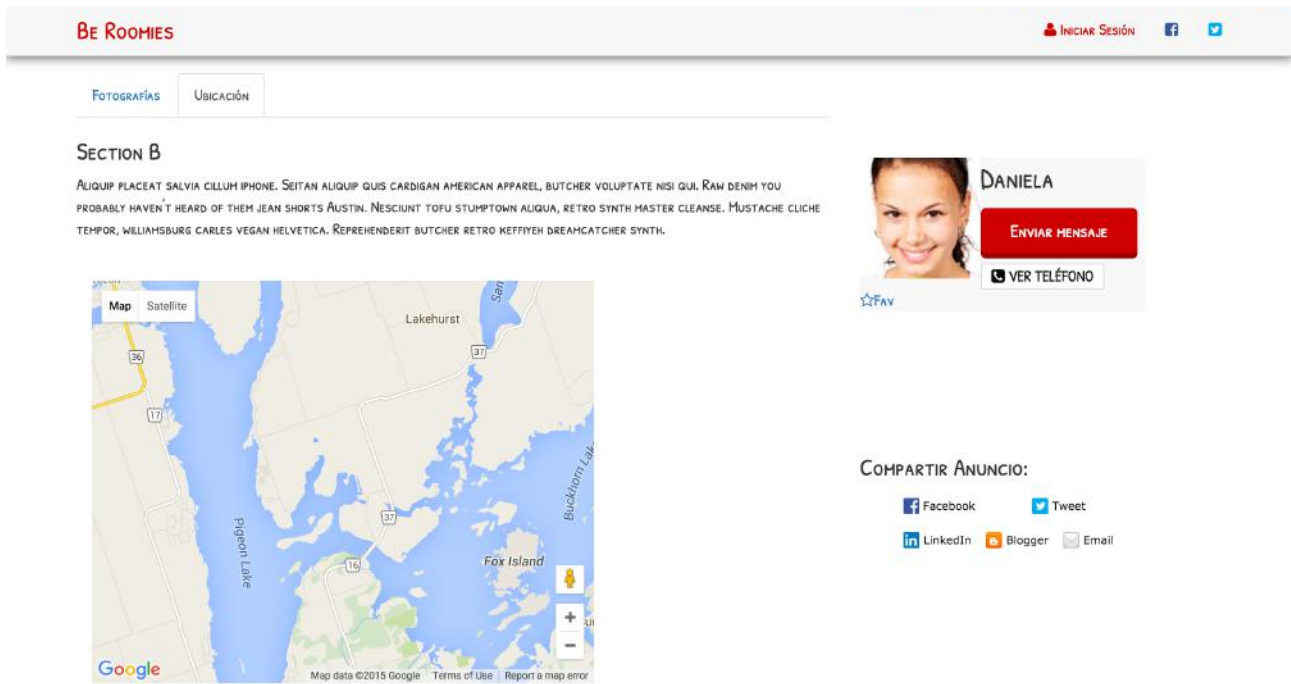 BE ROOMIES
INICIAR SESIÓN
FOTOGRAFÍAS
UBICACIÓN
SECTION B
ALIQUIP PLACEAT SALVIA CILLUM IPHONE. SEITAN ALIQUIP QUIS CARDIGAN AMERICAN APPAREL, BUTCHER VOLUPTATE NISI QUI. RAW DENIM YOU
PROBABLY HAVEN'T HEARD OF THEM JEAN SHORTS AUSTIN. NESCIUNT TOFU STUMPTOWN ALIQUA, RETRO SYNTH MASTER CLEANSE. MUSTACHE CLICHE
TEMPOR, WILLIAMSBURG CARLES VEGAN HELVETICA. REPREHENDERIT BUTCHER RETRO KEFFIYEH DREAMCATCHER SYNTH.
Map
Satellite
Lakehurst
36
37
17
Buckhorn
37
Pigeon Lake
16
Fox Island
Google
Map data ©2015 Google
Terms of Use
Report a map error
DANIELA
ENVIAR MENSAJE
VER TELÉFONO
FAV
COMPARTIR ANUNCIO:
Facebook
Tweet
LinkedIn
Blogger
Email